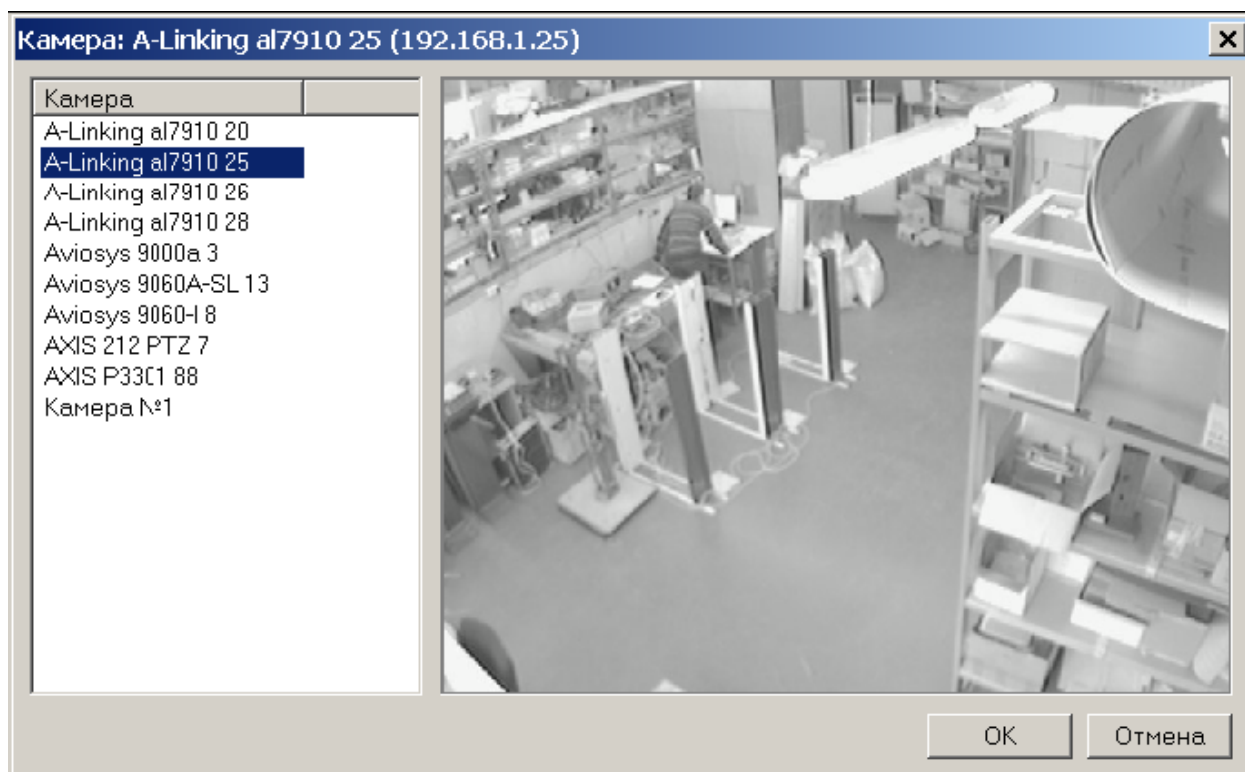 Камера: A-Linking al7910 25 (192.168.1.25)
Камера
A-Linking al7910 20
A-Linking al7910 25
A-Linking al7910 26
A-Linking al7910 28
Aviosys 9000a 3
Aviosys 9060A-SL 13
Aviosys 9060-I 8
AXIS 212 PTZ 7
AXIS P3301 88
Камера №1
OK
Отмена